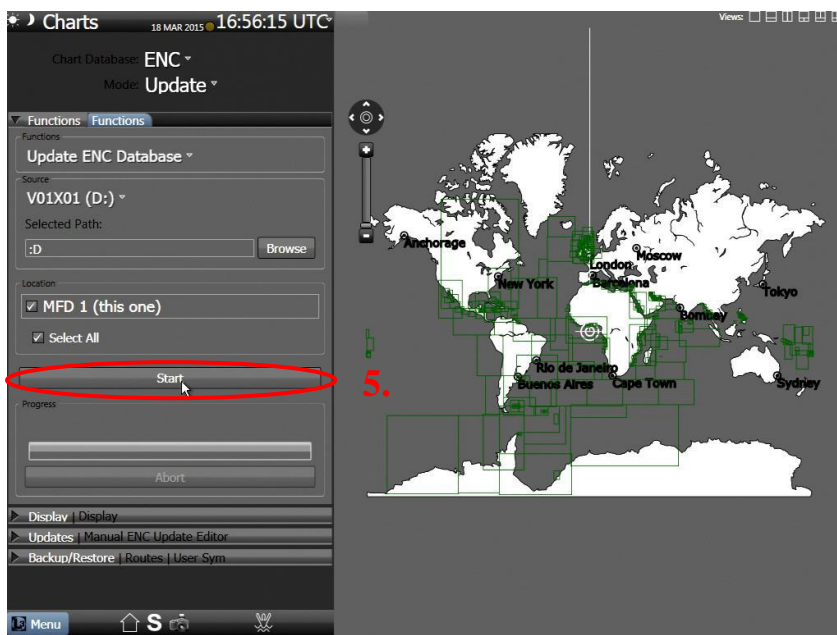 Charts 18 MAR 2015 16:56:15 UTC
Views:
Chart Database: ENC
Mode: Update
Functions Functions
Functions
Update ENC Database
Source
V01X01 (D:)
Selected Path:
:D
Browse
Location
MFD 1 (this one)
Select All
Start
5.
Progress
Abort
Display | Display
Updates | Manual ENC Update Editor
Backup/Restore | Routes | User Sym
Menu
S
Anchorage
Moscow
London
New York
Barcelona
Tokyo
Bombay
Rio de Janeiro
Buenos Aires
Cape Town
Sydney